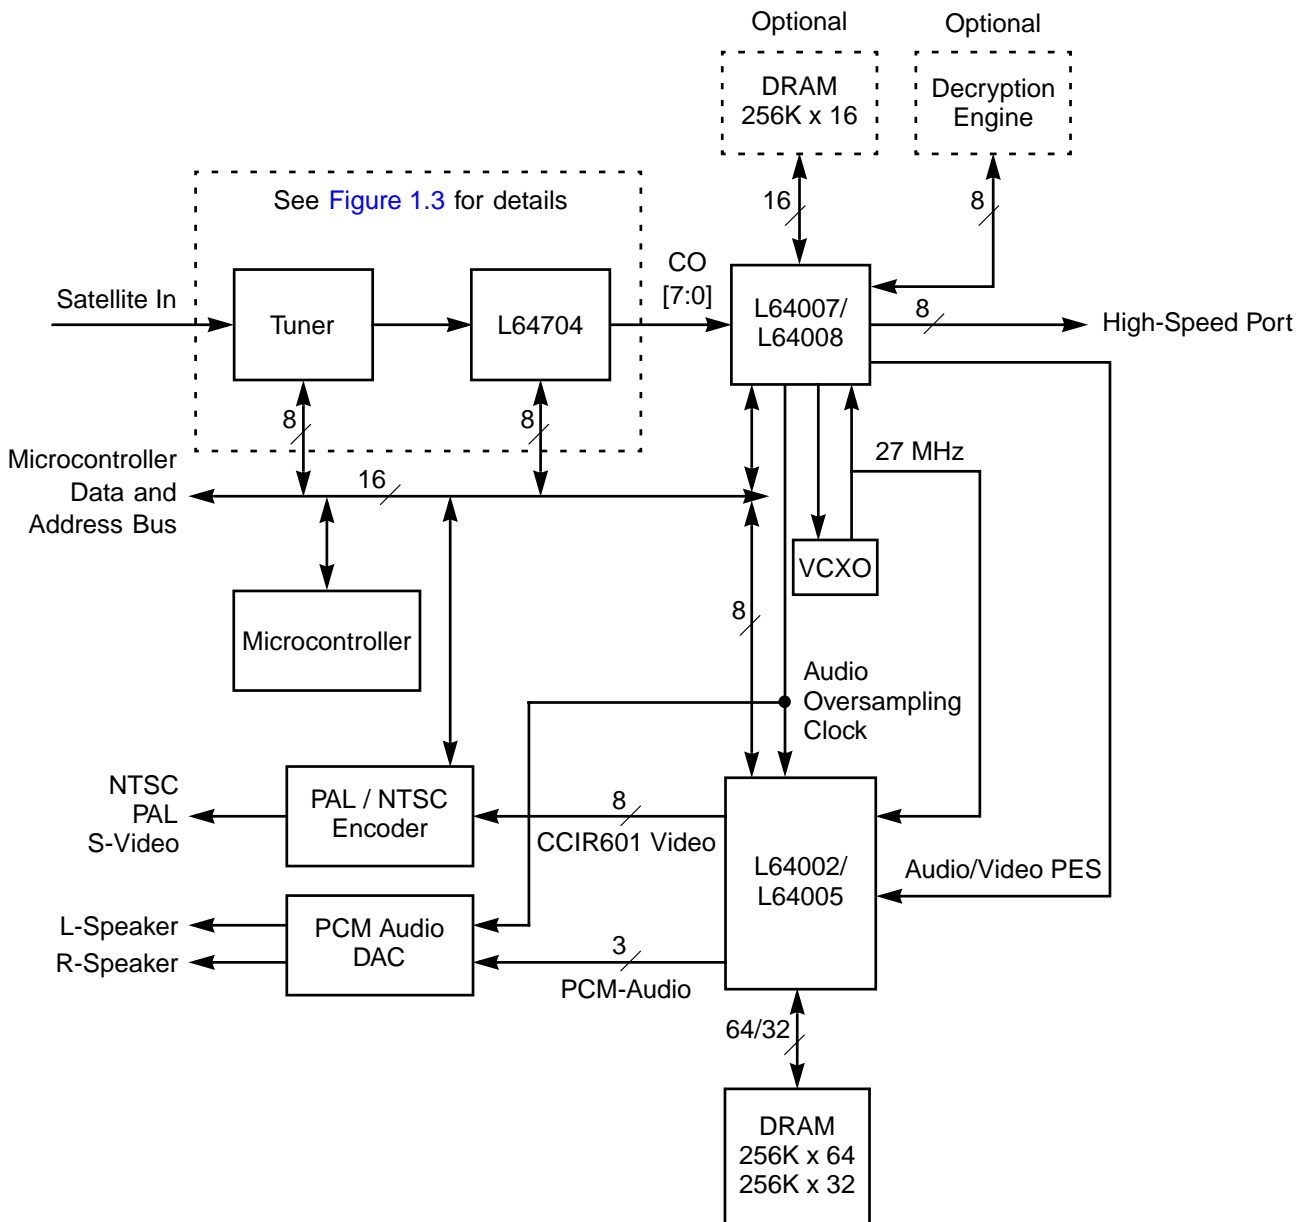 Optional
Optional
DRAM
256K x 16
Decryption
Engine
See Figure 1.3 for details
16
8
Satellite In
Tuner
L64704
CO
[7:0]
L64007/
L64008
8
High-Speed Port
8
8
Microcontroller
Data and
Address Bus
16
27 MHz
VCXO
Microcontroller
8
Audio
Oversampling
Clock
NTSC
PAL
S-Video
PAL / NTSC
Encoder
8
CCIR601 Video
L64002/
L64005
Audio/Video PES
L-Speaker
R-Speaker
PCM Audio
DAC
3
PCM-Audio
64/32
DRAM
256K x 64
256K x 32